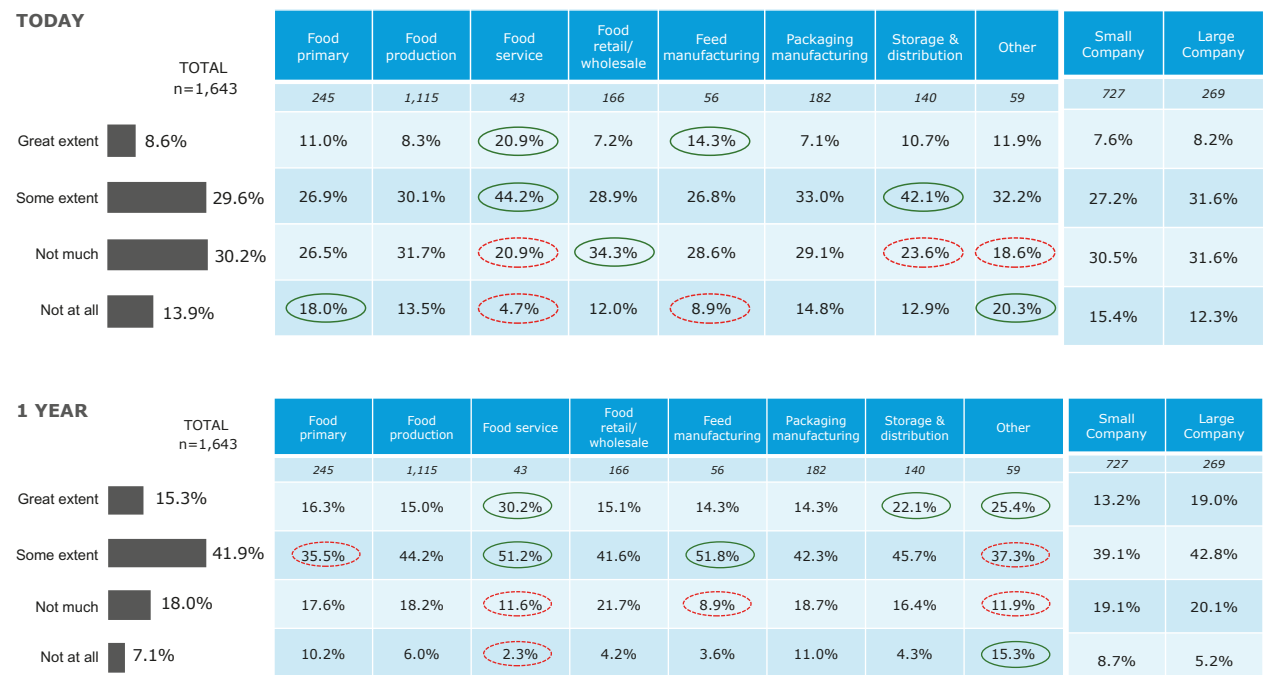 TODAY
TOTAL
n=1,643
Food primary
Food production
Food service
Food retail/ wholesale
Feed manufacturing
Packaging manufacturing
Storage & distribution
Other
Small Company
Large Company
245 1,115 43 166 56 182 140 59 727 269
Great extent 8.6% 11.0% 8.3% 20.9% 7.2% 14.3% 7.1% 10.7% 11.9% 7.6% 8.2%
Some extent 29.6% 26.9% 30.1% 44.2% 28.9% 26.8% 33.0% 42.1% 32.2% 27.2% 31.6%
Not much 30.2% 26.5% 31.7% 20.9% 34.3% 28.6% 29.1% 23.6% 18.6% 30.5% 31.6%
Not at all 13.9% 18.0% 13.5% 4.7% 12.0% 8.9% 14.8% 12.9% 20.3% 15.4% 12.3%
1 YEAR
TOTAL
n=1,643
Food primary
Food production
Food service
Food retail/ wholesale
Feed manufacturing
Packaging manufacturing
Storage & distribution
Other
Small Company
Large Company
245 1,115 43 166 56 182 140 59 727 269
Great extent 15.3% 16.3% 15.0% 30.2% 15.1% 14.3% 14.3% 22.1% 25.4% 13.2% 19.0%
Some extent 41.9% 35.5% 44.2% 51.2% 41.6% 51.8% 42.3% 45.7% 37.3% 39.1% 42.8%
Not much 18.0% 17.6% 18.2% 11.6% 21.7% 8.9% 18.7% 16.4% 11.9% 19.1% 20.1%
Not at all 7.1% 10.2% 6.0% 2.3% 4.2% 3.6% 11.0% 4.3% 15.3% 8.7% 5.2%